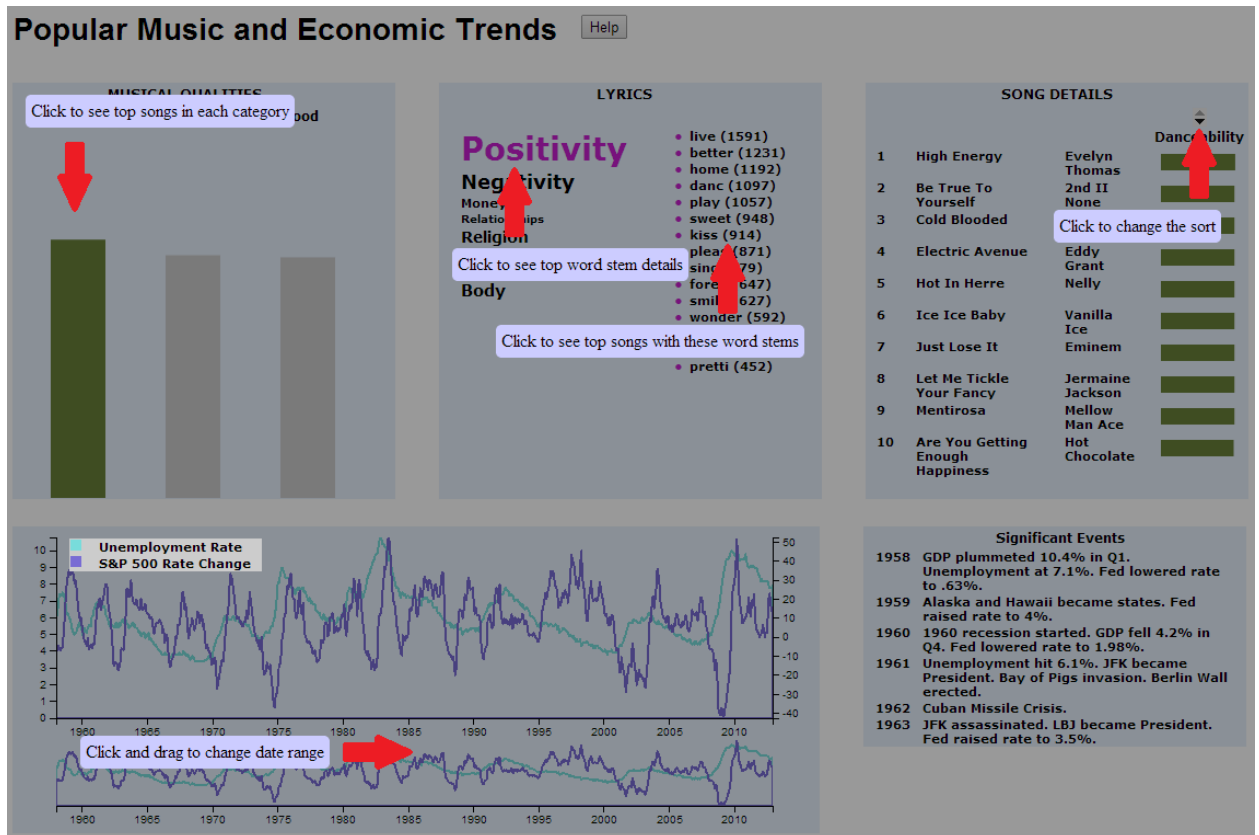 Popular Music and Economic Trends
Help
MUSICAL QUALITIES
Click to see top songs in each category
ood
LYRICS
Positivity
Negativity
Money
Relationships
Religion
Click to see top word stem details
Body
live (1591)
better (1231)
home (1192)
danc (1097)
play (1057)
sweet (948)
kiss (914)
pleas (871)
smil (627)
wonder (592)
Click to see top songs with these word stems
pretti (452)
SONG DETAILS
Danceability
1 High Energy Evelyn
Thomas
2 Be True To 2nd II
Yourself None
3 Cold Blooded
Click to change the sort
4 Electric Avenue Eddy
Grant
5 Hot In Herre Nelly
6 Ice Ice Baby Vanilla
Ice
7 Just Lose It Eminem
8 Let Me Tickle Jermaine
Your Fancy Jackson
9 Mentirosa Mellow
Man Ace
10 Are You Getting Hot
Enough Chocolate
Happiness
Unemployment Rate
S&P 500 Rate Change
10
9
8
7
6
5
4
3
2
1
0
50
40
30
20
10
0
-10
-20
-30
-40
1960 1965 1970 1975 1980 1985 1990 1995 2000 2005 2010
Click and drag to change date range
1960 1965 1970 1975 1980 1985 1990 1995 2000 2005 2010
Significant Events
1958 GDP plummeted 10.4% in Q1.
Unemployment at 7.1%. Fed lowered rate
to .63%.
1959 Alaska and Hawaii became states. Fed
raised rate to 4%.
1960 1960 recession started. GDP fell 4.2% in
Q4. Fed lowered rate to 1.98%.
1961 Unemployment hit 6.1%. JFK became
President. Bay of Pigs invasion. Berlin Wall
erected.
1962 Cuban Missile Crisis.
1963 JFK assassinated. LBJ became President.
Fed raised rate to 3.5%.